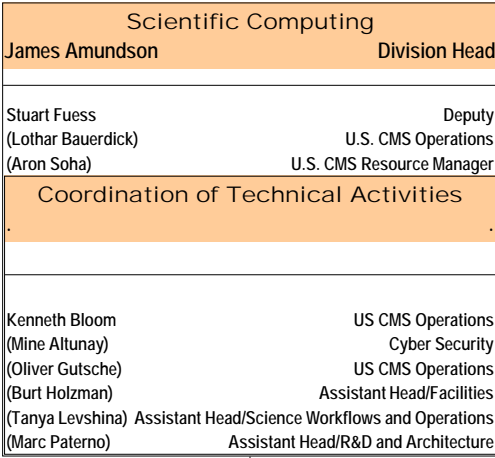 Scientific Computing
James Amundson Division Head
Stuart Fuess Deputy
(Lothar Bauerdick) U.S. CMS Operations
(Aron Soha) U.S. CMS Resource Manager
Coordination of Technical Activities
. .
Kenneth Bloom US CMS Operations
(Mine Altunay) Cyber Security
(Oliver Gutsche) US CMS Operations
(Burt Holzman) Assistant Head/Facilities
(Tanya Levshina) Assistant Head/Science Workflows and Operations
(Marc Paterno) Assistant Head/R&D and Architecture